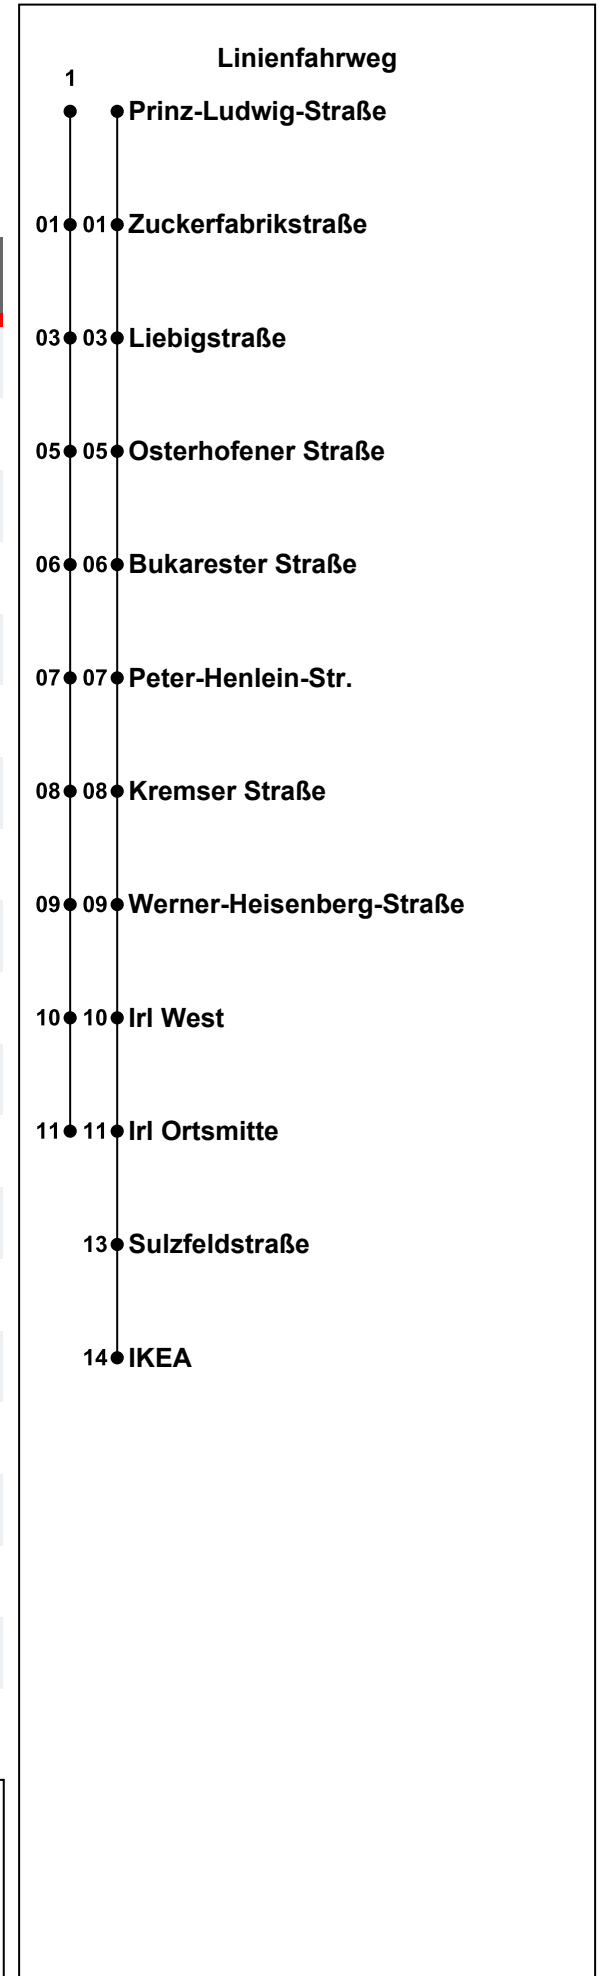 Linienfahrweg
1
Prinz-Ludwig-Straße
01 01 Zuckerfabrikstraße
03 03 Liebigstraße
05 05 Osterhofener Straße
06 06 Bukarester Straße
07 07 Peter-Henlein-Str.
08 08 Kremser Straße
09 09 Werner-Heisenberg-Straße
10 10 Irl West
11 11 Irl Ortsmitte
13 Sulzfeldstraße
14 IKEA